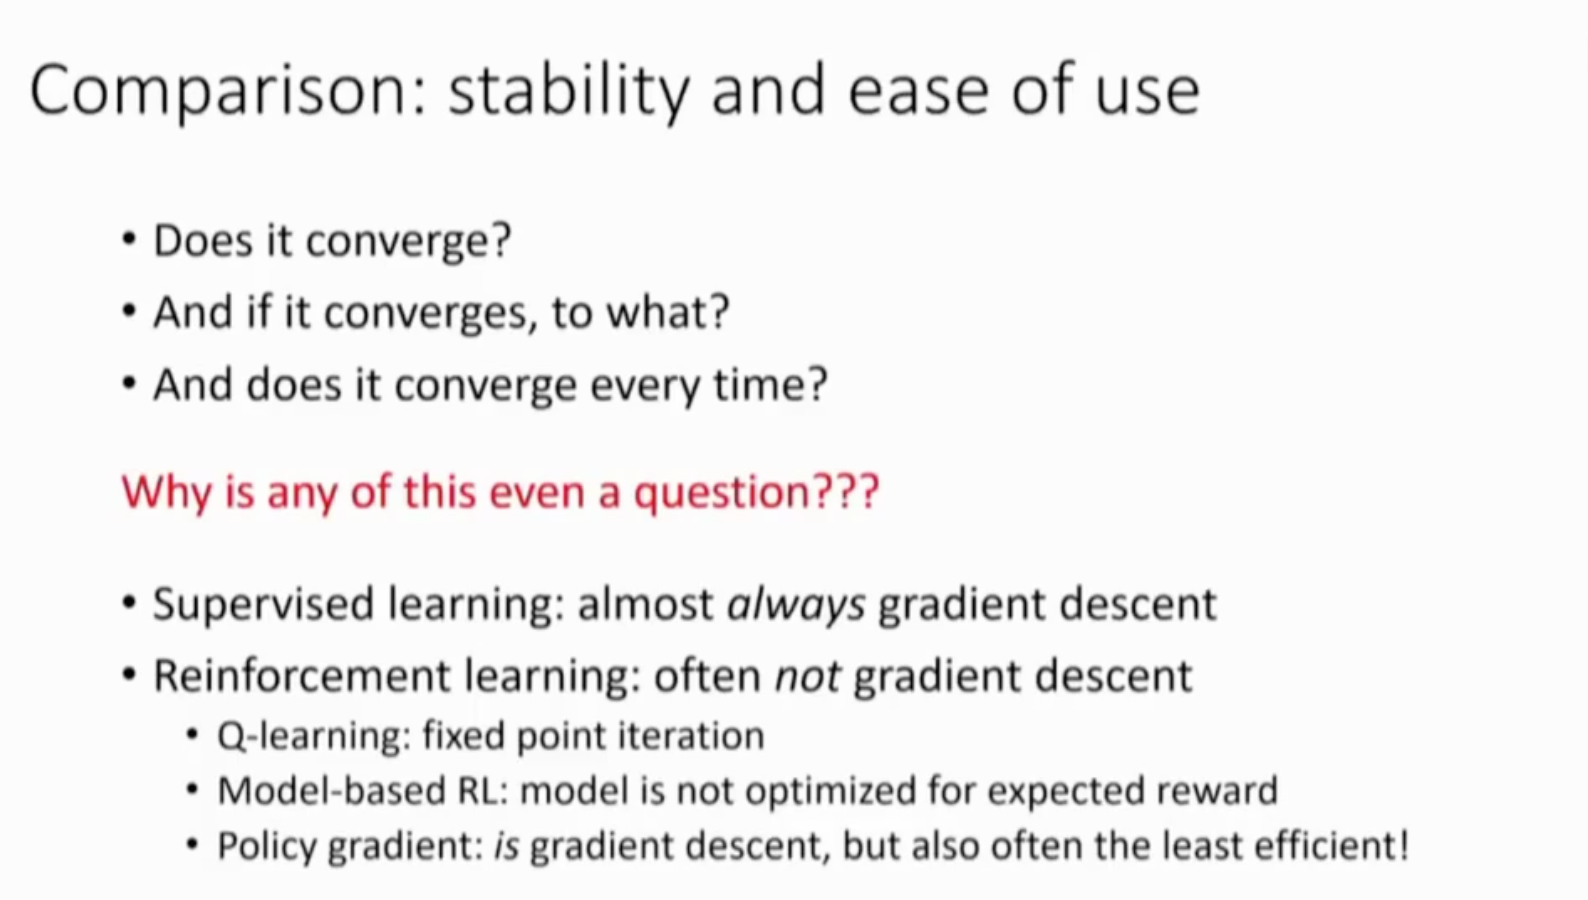 Comparison: stability and ease of use
• Does it converge?
• And if it converges, to what?
• And does it converge every time?
Why is any of this even a question???
• Supervised learning: almost always gradient descent
• Reinforcement learning: often not gradient descent
• Q-learning: fixed point iteration
• Model-based RL: model is not optimized for expected reward
• Policy gradient: is gradient descent, but also often the least efficient!